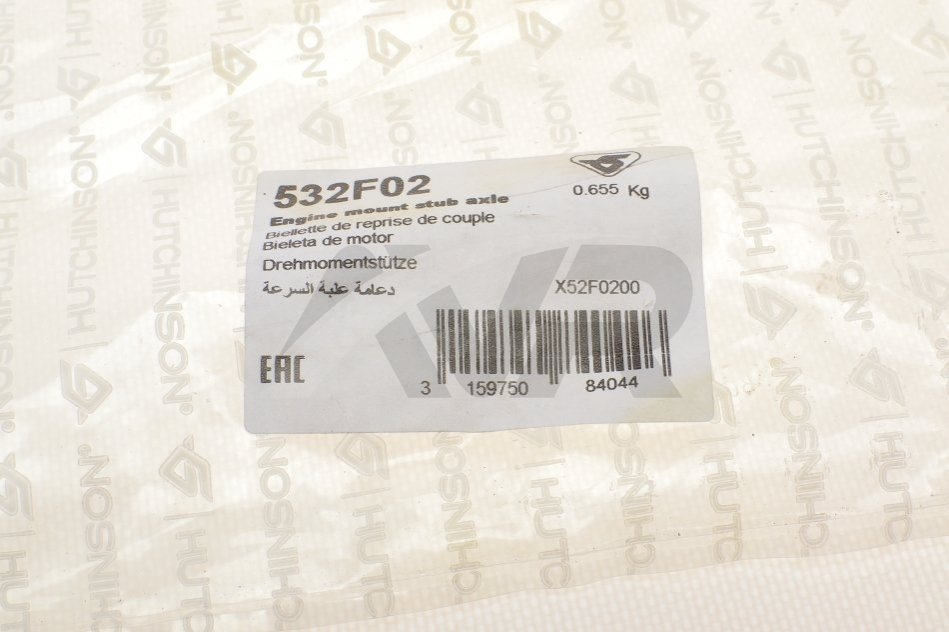 532F02
0.655 Kg
Engine mount stub axle
Biellette de reprise de couple
Bieleta de motor
Drehmomentstütze
دعامة علبة السرعة
X52F0200
EAC
3 159750 84044
HUTCHINSON